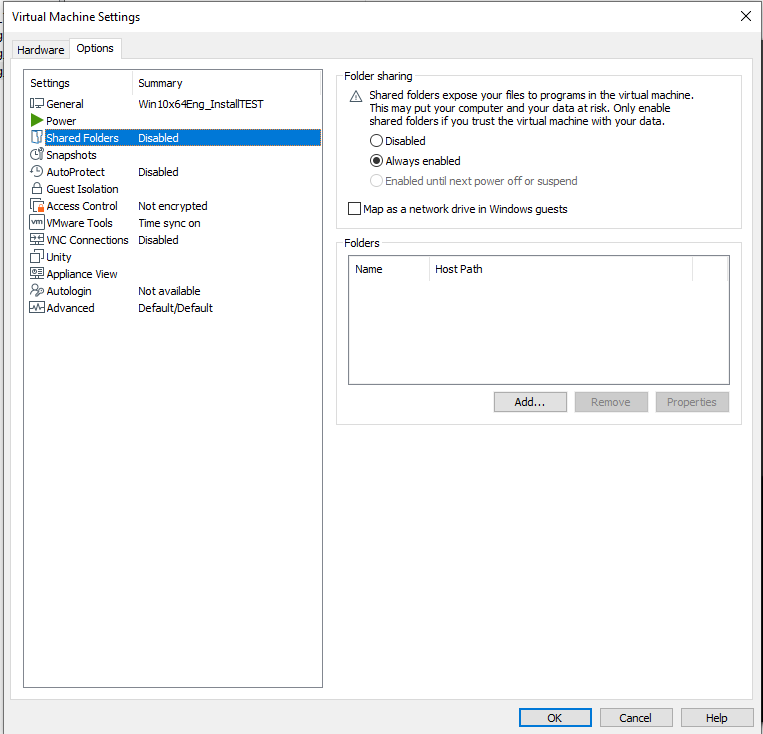 Virtual Machine Settings
Hardware Options
Settings Summary
General Win10x64Eng_InstallTEST
Power
Shared Folders Disabled
Snapshots
AutoProtect Disabled
Guest Isolation
Access Control Not encrypted
vm VMware Tools Time sync on
VNC Connections Disabled
Unity
Appliance View
Autologin Not available
Advanced Default/Default
Folder sharing
Shared folders expose your files to programs in the virtual machine.
This may put your computer and your data at risk. Only enable
shared folders if you trust the virtual machine with your data.
Disabled
Always enabled
Enabled until next power off or suspend
Map as a network drive in Windows guests
Folders
Name Host Path
Add... Remove Properties
OK Cancel Help